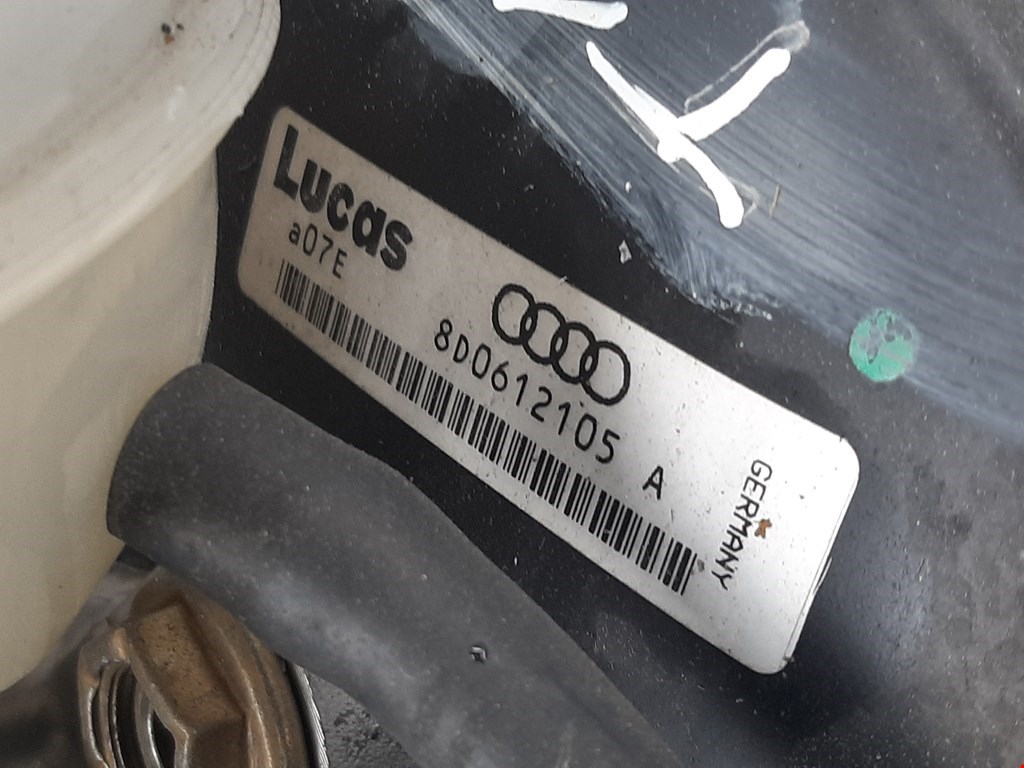 Lucas
a07E
8D0612105 A
GERMANY